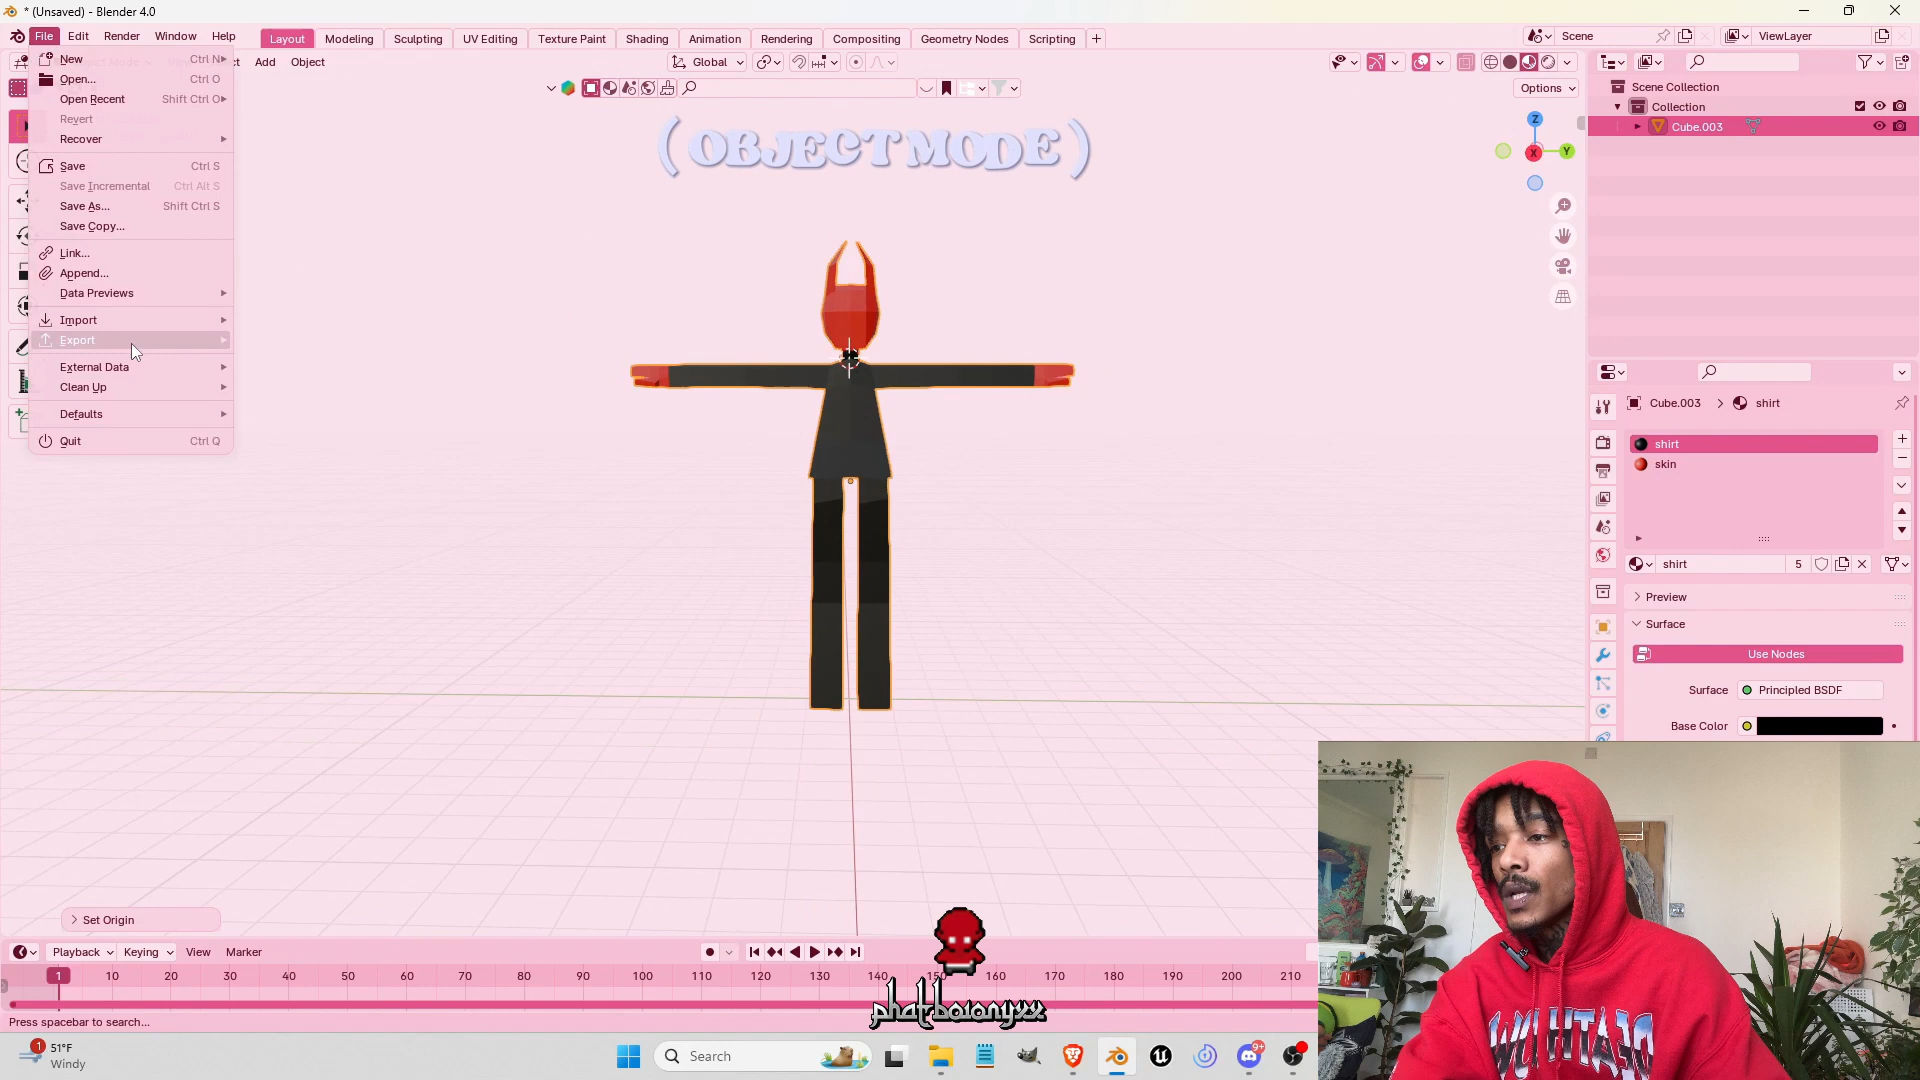 * (Unsaved) - Blender 4.0
File Edit Render Window Help
Layout Modeling Sculpting UV Editing Texture Paint Shading Animation Rendering Compositing Geometry Nodes Scripting +
Scene
ViewLayer
New Ctrl N
Open... Ctrl O
Open Recent Shift Ctrl O
Revert
Recover
Save Ctrl S
Save Incremental Ctrl Alt S
Save As... Shift Ctrl S
Save Copy...
Link...
Append...
Data Previews
Import
Export
External Data
Clean Up
Defaults
Quit Ctrl Q
Add Object
Global
Options
(OBJECT MODE)
Z
X
Y
Scene Collection
Collection
Cube.003
Cube.003 > shirt
shirt
skin
shirt 5
Preview
Surface
Use Nodes
Surface Principled BSDF
Base Color
> Set Origin
Playback Keying View Marker
1 10 20 30 40 50 60 70 80 90 100 110 120 130 140 150 160 170 180 190 200 210
phatboionyxx
Press spacebar to search...
1
51°F
Windy
Search
9+